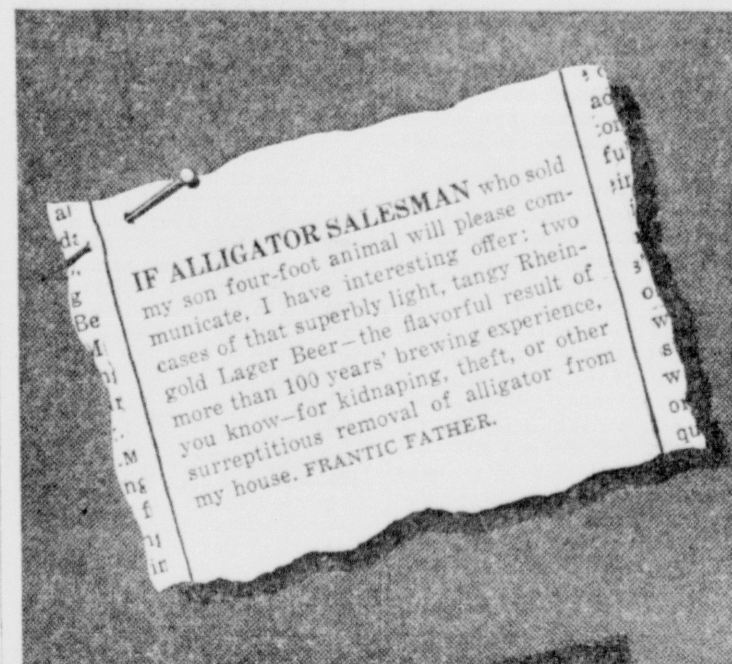 IF ALLIGATOR SALESMAN who sold
my son four-foot animal will please com-
municate, I have interesting offer: two
cases of that superbly light, tangy Rhein-
gold Lager Beer—the flavorful result of
more than 100 years' brewing experience,
you know—for kidnaping, theft, or other
surreptitious removal of alligator from
my house. FRANTIC FATHER.